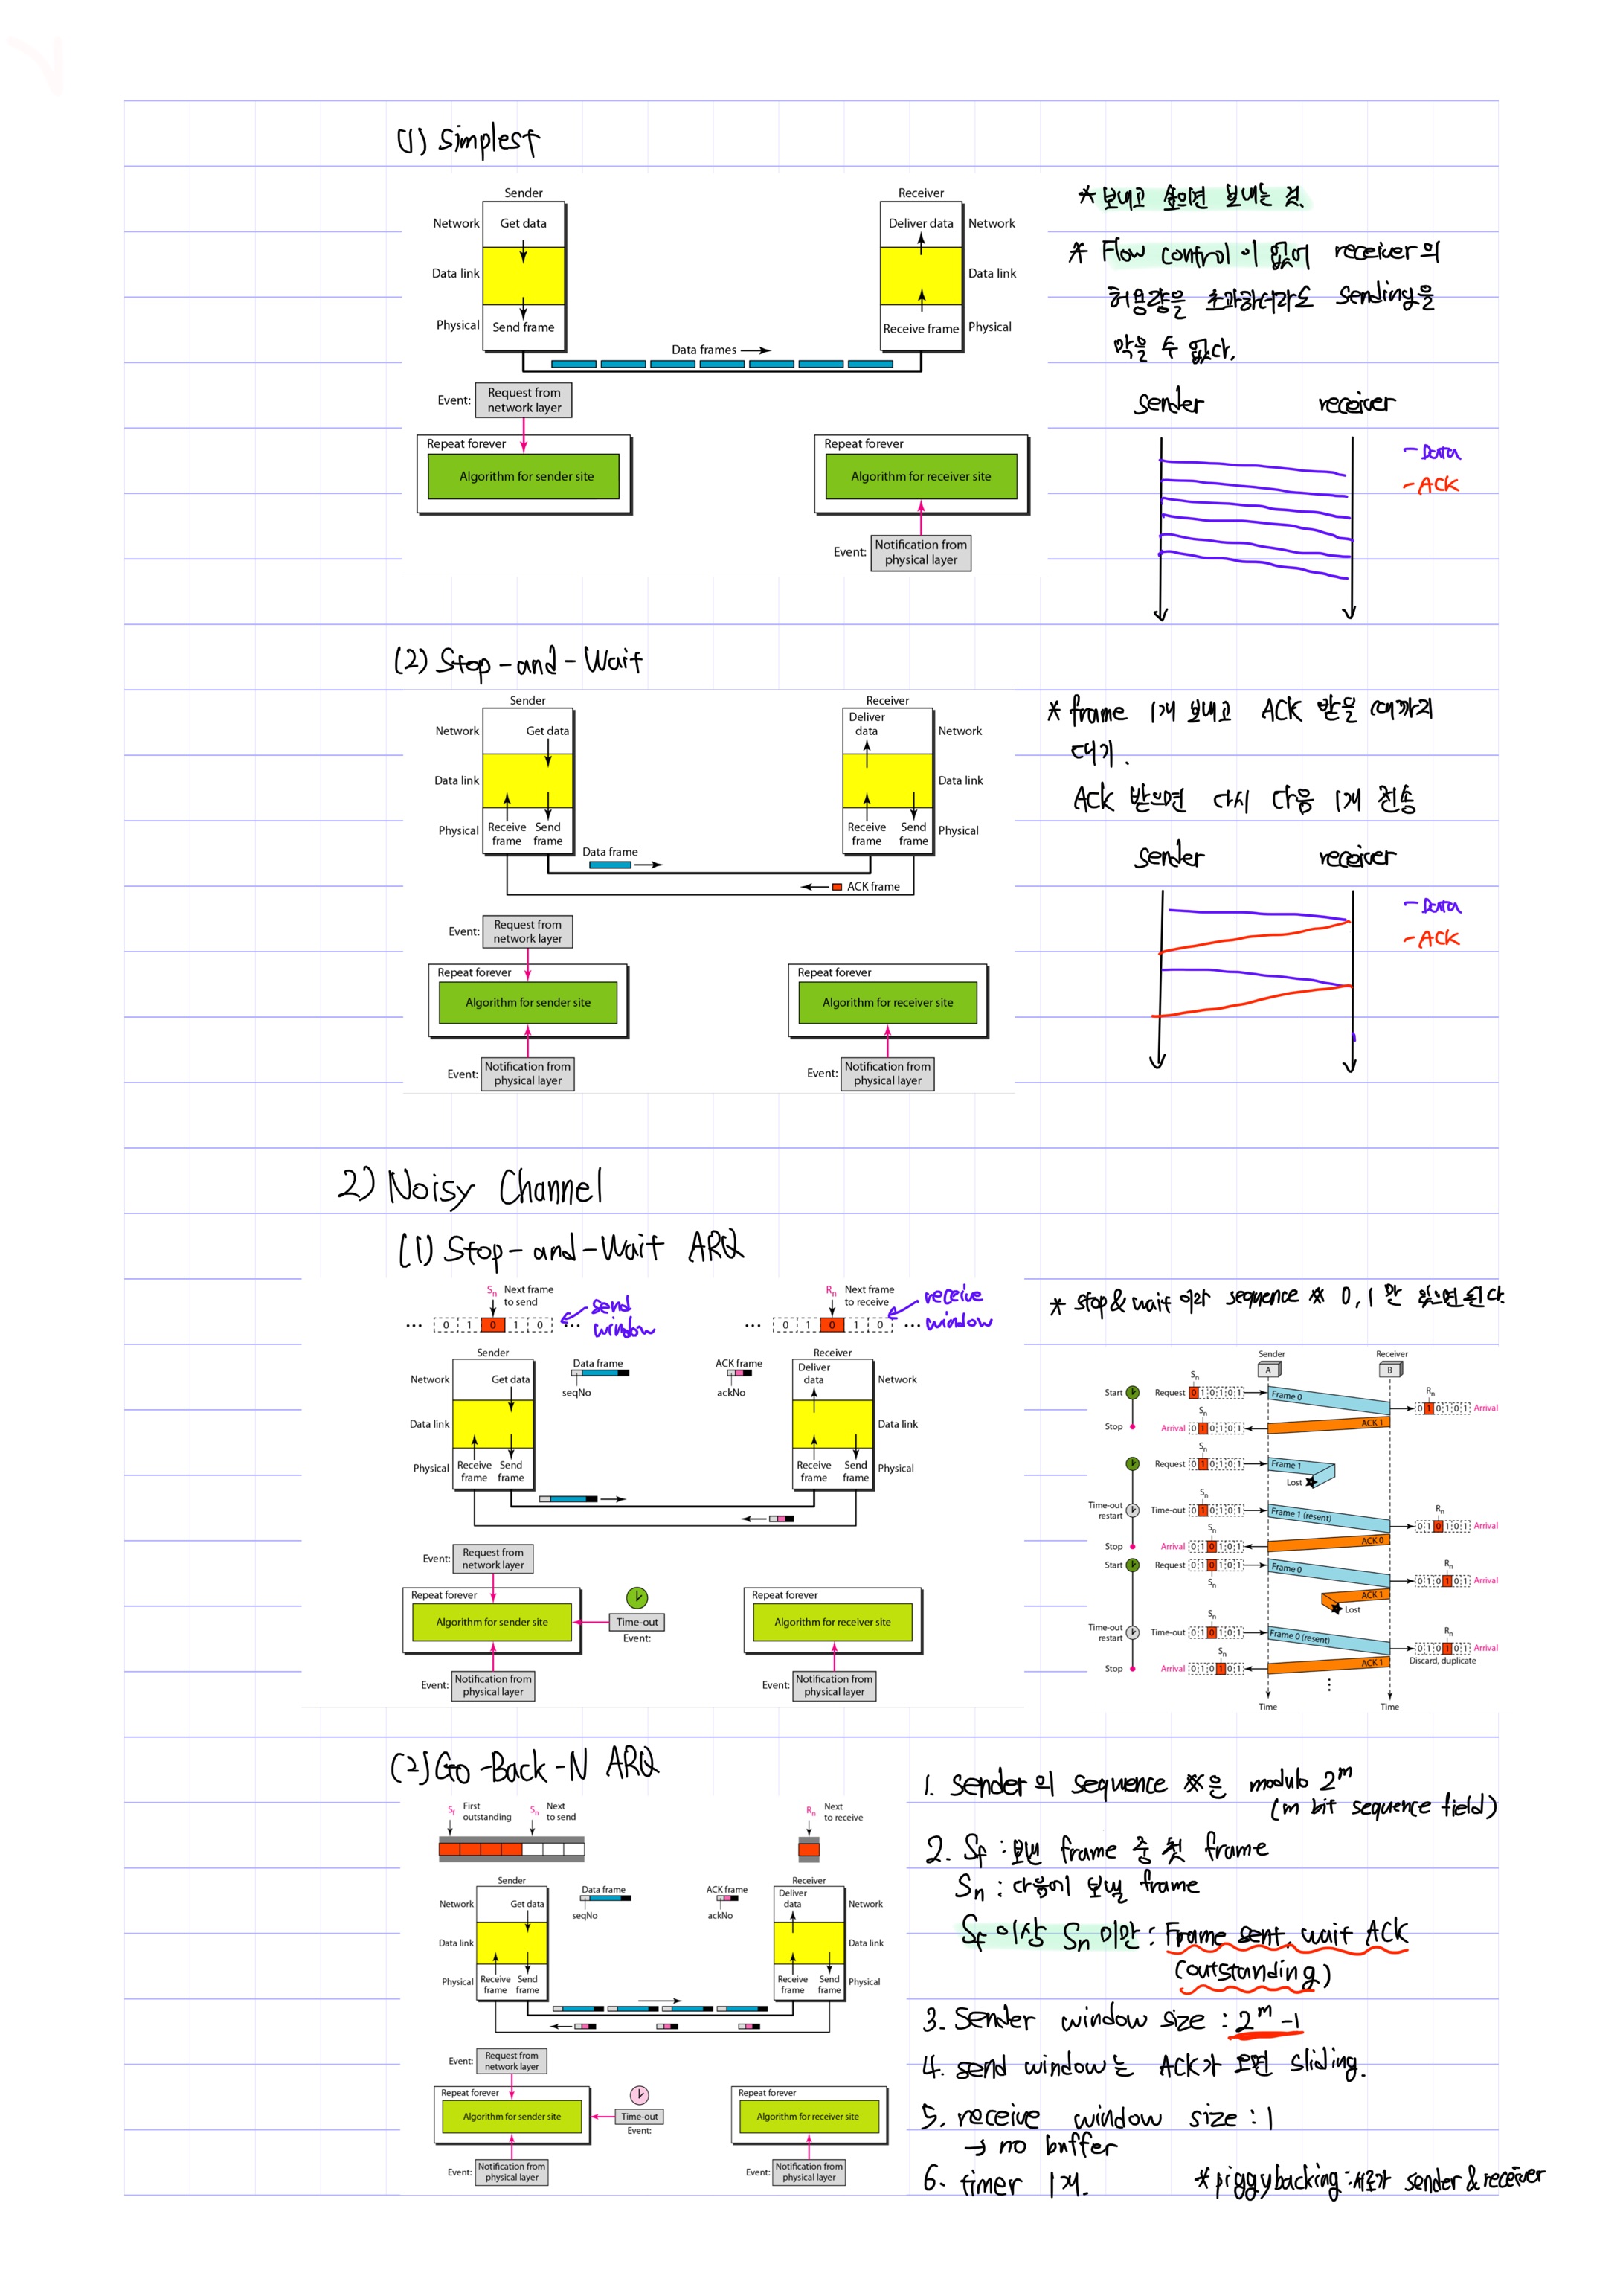 (1) Simplest
Sender
Receiver
Network
Get data
Deliver data
Network
Data link
Data link
Physical
Send frame
Receive frame
Physical
Data frames
Event:
Request from
network layer
Repeat forever
Algorithm for sender site
Repeat forever
Algorithm for receiver site
Event:
Notification from
physical layer
* 보내고 싶으면 보내는 것.
* Flow control이 없어 receiver의
허용량을 초과하더라도 sending을
막을 수 없다.
sender
receiver
- Data
- ACK
(2) Stop-and-Wait
Sender
Receiver
Network
Get data
Deliver
data
Network
Data link
Data link
Physical
Receive
frame
Send
frame
Receive
frame
Send
frame
Physical
Data frame
ACK frame
Event:
Request from
network layer
Repeat forever
Algorithm for sender site
Repeat forever
Algorithm for receiver site
Event:
Notification from
physical layer
Event:
Notification from
physical layer
* frame 1개 보내고 ACK 받을 때까지
대기.
Ack 받으면 다시 다음 1개 전송
sender
receiver
- Data
- ACK
2) Noisy Channel
(1) Stop-and-Wait ARQ
Sn Next frame
to send
... 0 1 0 1 0 ...
send
window
Rn Next frame
to receive
... 0 1 0 1 0 ...
receive
window
Sender
Data frame
seqNo
ACK frame
ackNo
Receiver
Network
Get data
Deliver
data
Network
Data link
Data link
Physical
Receive
frame
Send
frame
Receive
frame
Send
frame
Physical
Event:
Request from
network layer
Repeat forever
Algorithm for sender site
Time-out
Event:
Repeat forever
Algorithm for receiver site
Event:
Notification from
physical layer
Event:
Notification from
physical layer
* stop & wait 이라 sequence # 0, 1 만 있으면 된다.
Sender
Receiver
A
B
Start
Request
Sn
0 1 0 1 0 1
Frame 0
Rn
0 1 0 1 0 1
Arrival
Stop
Arrival
Sn
0 1 0 1 0 1
ACK 1
Request
Sn
0 1 0 1 0 1
Frame 1
Lost
Time-out
restart
Time-out
Sn
0 1 0 1 0 1
Frame 1 (resent)
Rn
0 1 0 1 0 1
Arrival
Stop
Arrival
Sn
0 1 0 1 0 1
ACK 0
Start
Request
0 1 0 1 0 1
Sn
Frame 0
Rn
0 1 0 1 0 1
Arrival
ACK 1
Lost
Time-out
restart
Time-out
Sn
0 1 0 1 0 1
Frame 0 (resent)
Rn
0 1 0 1 0 1
Arrival
Discard, duplicate
Stop
Arrival
Sn
0 1 0 1 0 1
ACK 1
Time
Time
(2) Go-Back-N ARQ
Sf First
outstanding
Sn Next
to send
Rn Next
to receive
Sender
Data frame
seqNo
ACK frame
ackNo
Receiver
Network
Get data
Deliver
data
Network
Data link
Data link
Physical
Receive
frame
Send
frame
Receive
frame
Send
frame
Physical
Event:
Request from
network layer
Repeat forever
Algorithm for sender site
Time-out
Event:
Repeat forever
Algorithm for receiver site
Event:
Notification from
physical layer
Event:
Notification from
physical layer
1. Sender의 sequence #은 modulo 2^m
(m bit sequence field)
2. Sf : 보낸 frame 중 첫 frame
Sn : 다음에 보낼 frame
Sf 이상 Sn 미만 : Frame sent, wait ACK
(outstanding)
3. Sender window size : 2^m -1
4. send window는 ACK가 오면 sliding.
5. receive window size : 1
→ no buffer
6. timer 1개.
* piggybacking : 서로가 sender & receiver